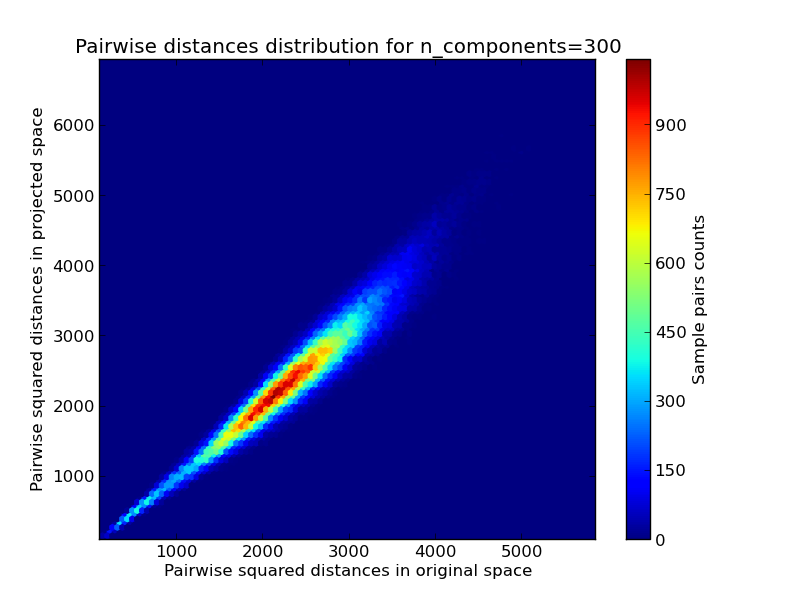 Pairwise distances distribution for n_components=300
Pairwise squared distances in projected space
6000
5000
4000
3000
2000
1000
1000 2000 3000 4000 5000
Pairwise squared distances in original space
900
750
600
450
300
150
0
Sample pairs counts